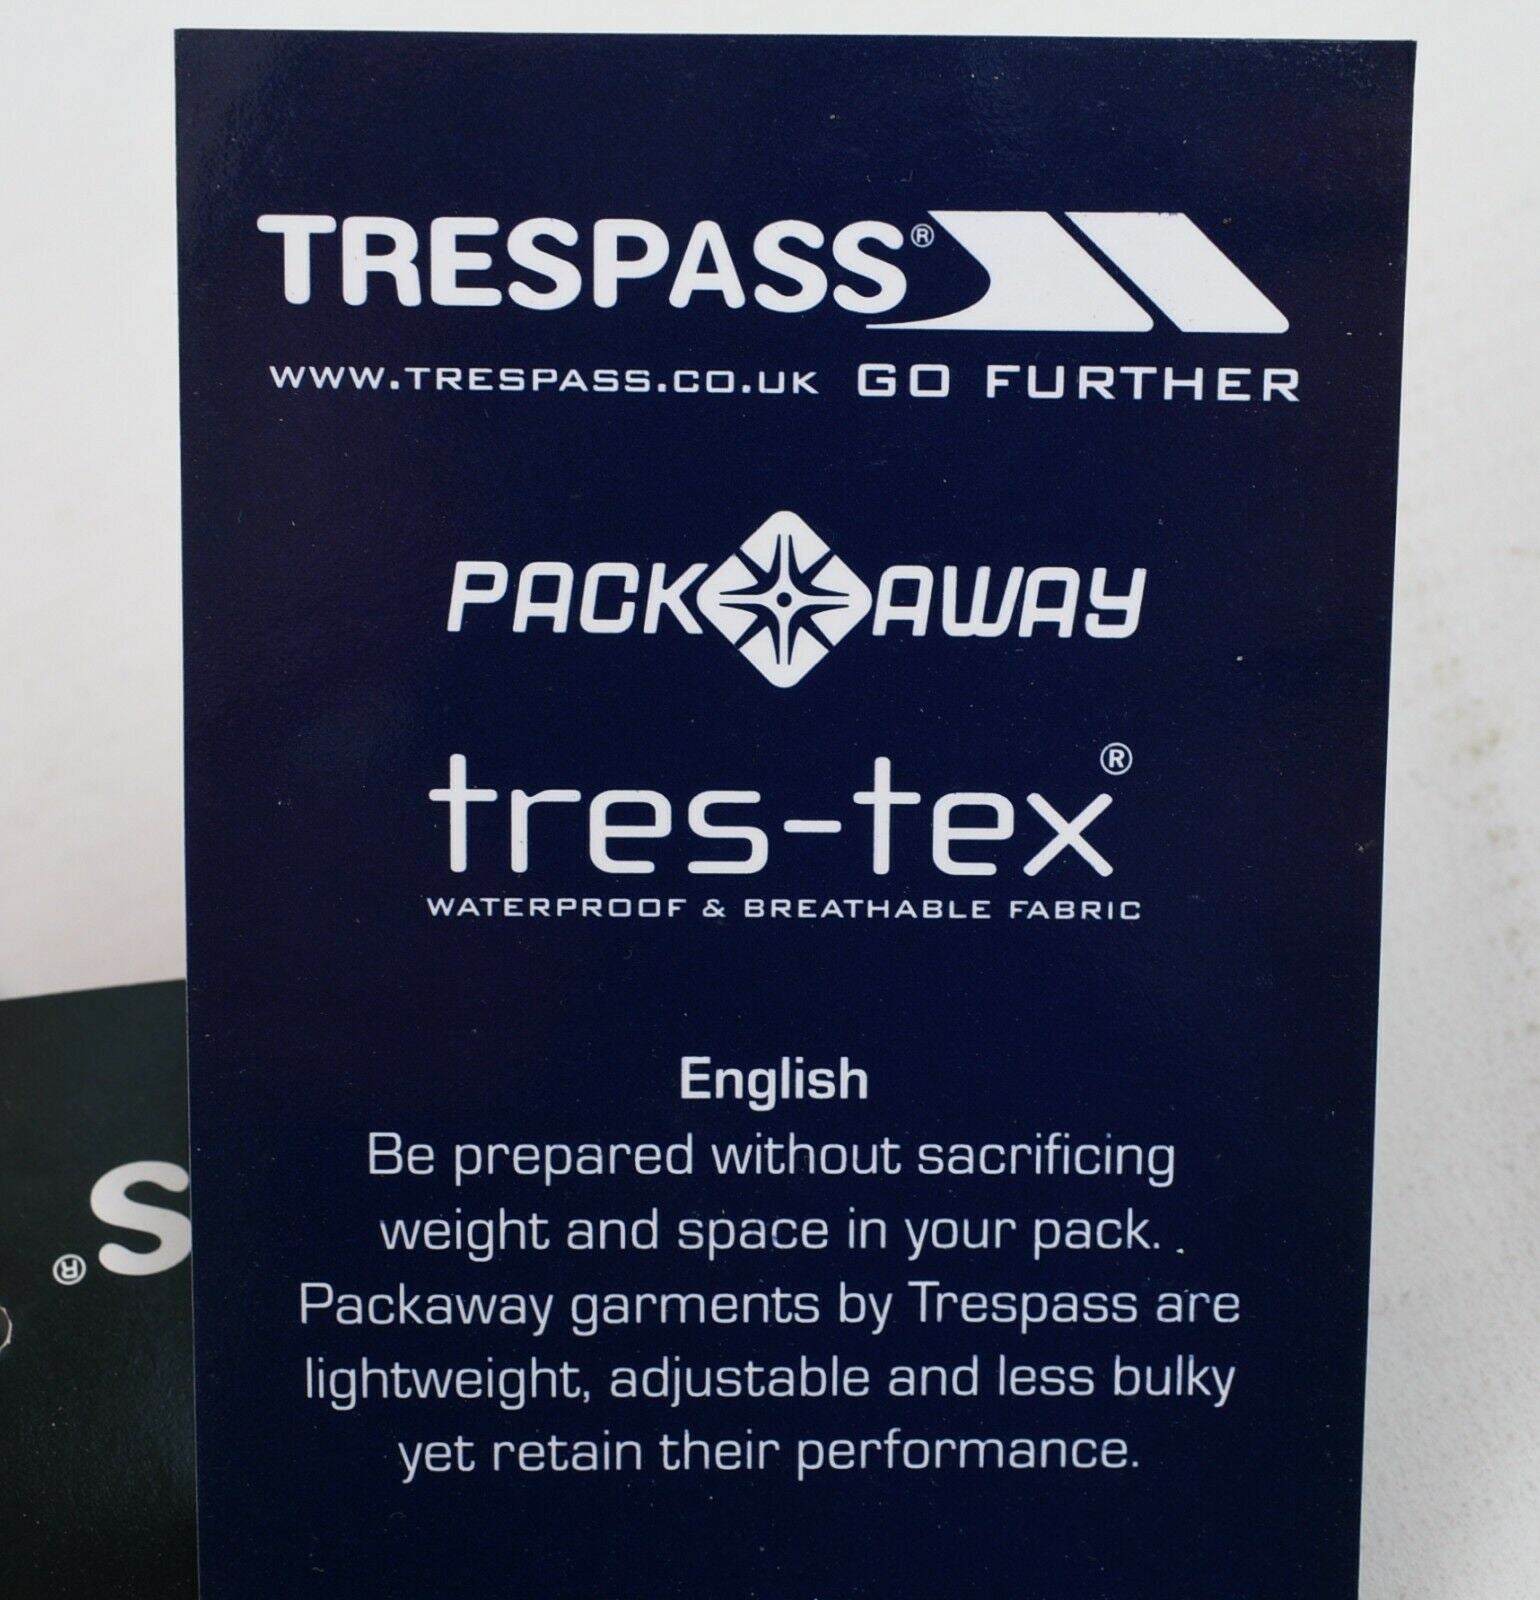 TRESPASS®
WWW.TRESPASS.CO.UK GO FURTHER
PACK AWAY
tres-tex®
WATERPROOF & BREATHABLE FABRIC
English
Be prepared without sacrificing
weight and space in your pack.
Packaway garments by Trespass are
lightweight, adjustable and less bulky
yet retain their performance.
S®